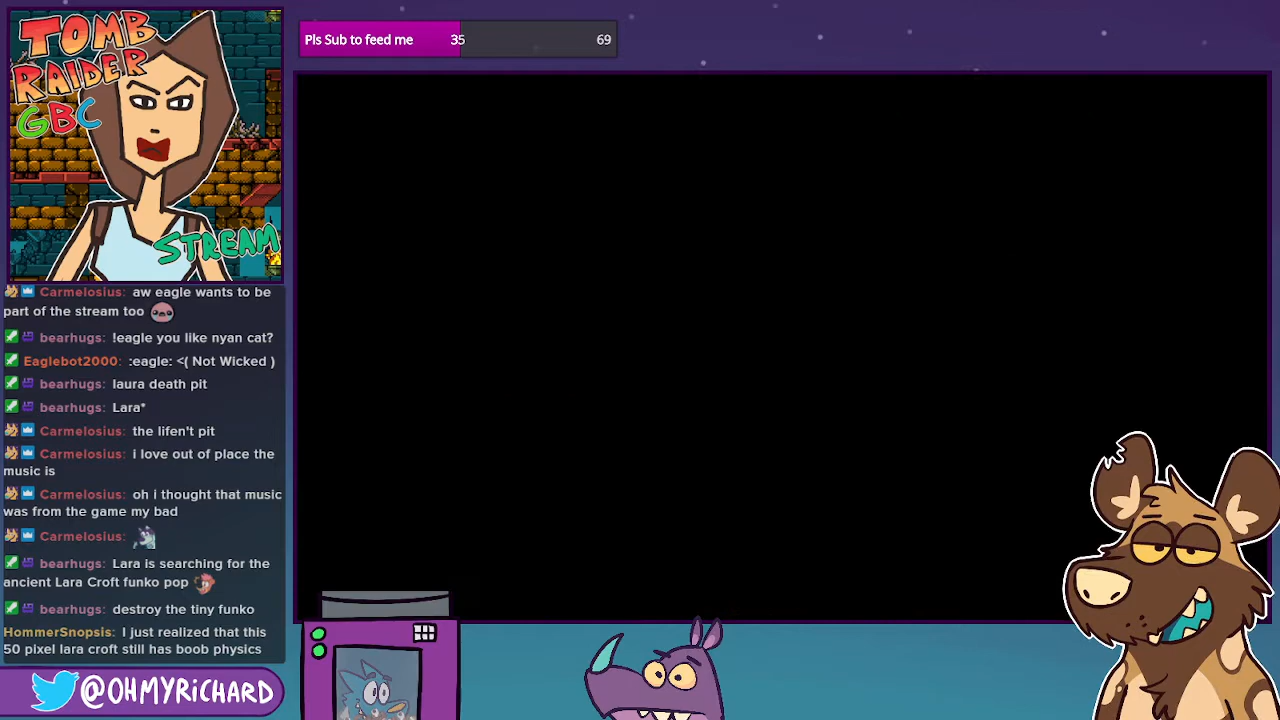 TOMB
RAIDER
GBC
STREAM
Pls Sub to feed me 35 69
Carmelosius: aw eagle wants to be
part of the stream too
bearhugs: !eagle you like nyan cat?
Eaglebot2000: :eagle: <( Not Wicked )
bearhugs: laura death pit
bearhugs: Lara*
Carmelosius: the lifen't pit
Carmelosius: i love out of place the
music is
Carmelosius: oh i thought that music
was from the game my bad
Carmelosius:
bearhugs: Lara is searching for the
ancient Lara Croft funko pop
bearhugs: destroy the tiny funko
HommerSnopsis: I just realized that this
50 pixel lara croft still has boob physics
@OHMYRICHARD